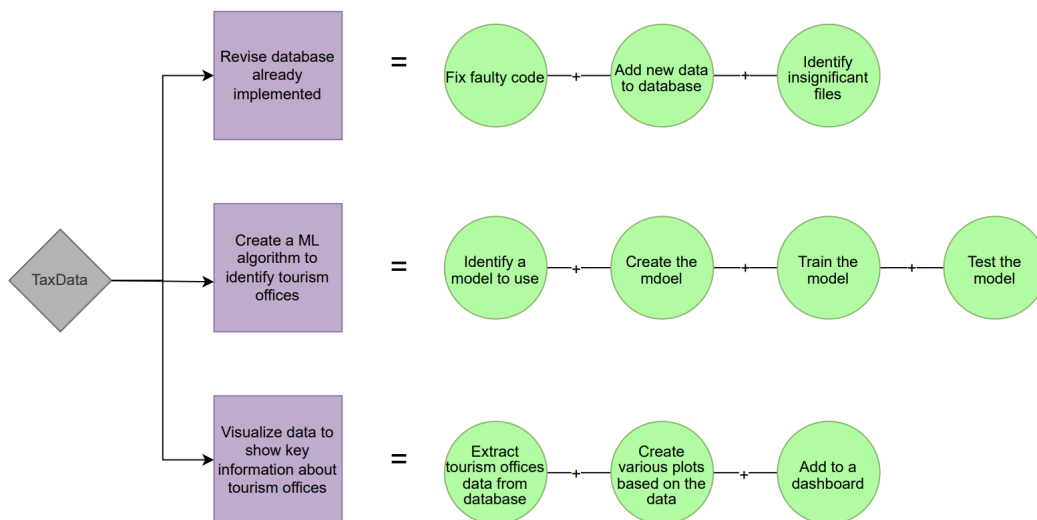 Revise database
already
implemented
=
Fix faulty code
+
Add new data
to database
+
Identify
insignificant
files
TaxData
Create a ML
algorithm to
identify tourism
offices
=
Identify a
model to use
+
Create the
mdoel
+
Train the
model
+
Test the
model
Visualize data to
show key
information about
tourism offices
=
Extract
tourism offices
data from
database
+
Create
various plots
based on the
data
+
Add to a
dashboard